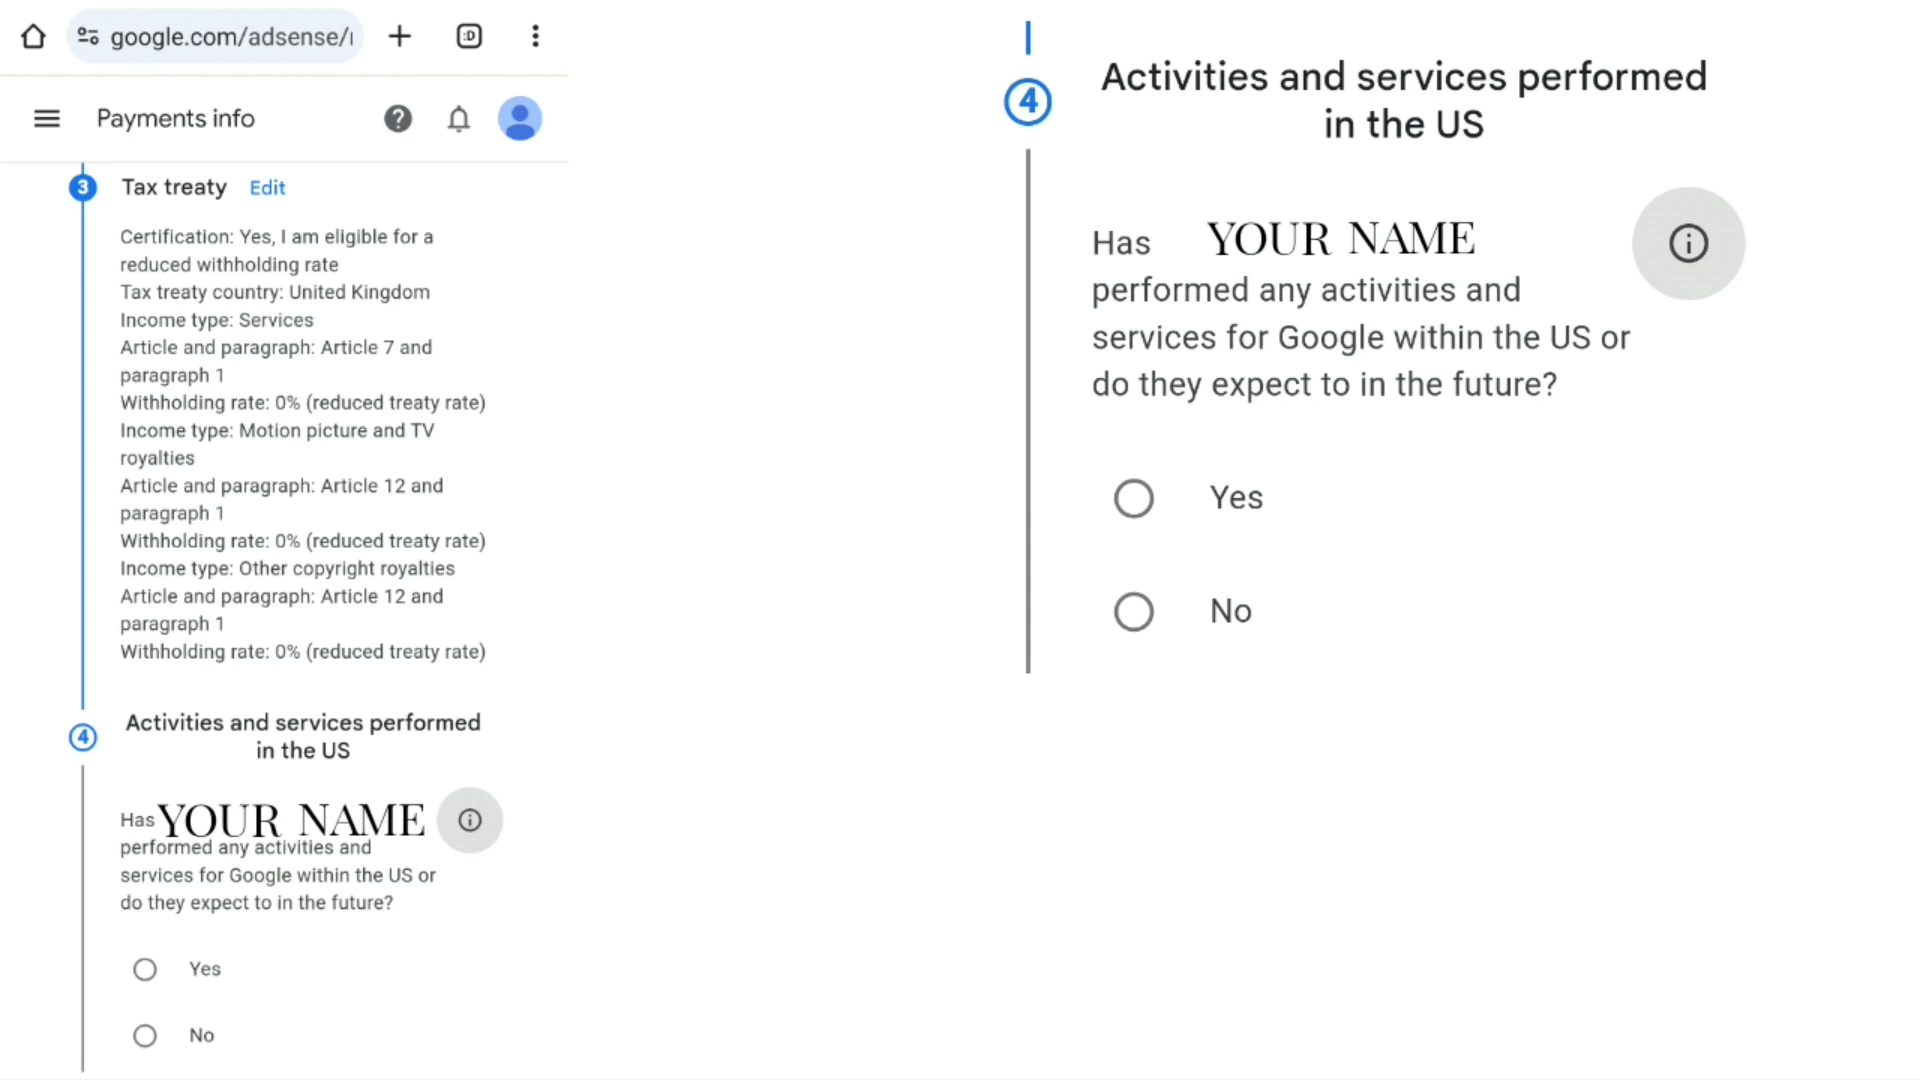 google.com/adsense/
:D
Payments info
3
Tax treaty Edit
Certification: Yes, I am eligible for a
reduced withholding rate
Tax treaty country: United Kingdom
Income type: Services
Article and paragraph: Article 7 and
paragraph 1
Withholding rate: 0% (reduced treaty rate)
Income type: Motion picture and TV
royalties
Article and paragraph: Article 12 and
paragraph 1
Withholding rate: 0% (reduced treaty rate)
Income type: Other copyright royalties
Article and paragraph: Article 12 and
paragraph 1
Withholding rate: 0% (reduced treaty rate)
4
Activities and services performed
in the US
Has YOUR NAME
performed any activities and
services for Google within the US or
do they expect to in the future?
Yes
No
4
Activities and services performed
in the US
Has YOUR NAME
performed any activities and
services for Google within the US or
do they expect to in the future?
Yes
No